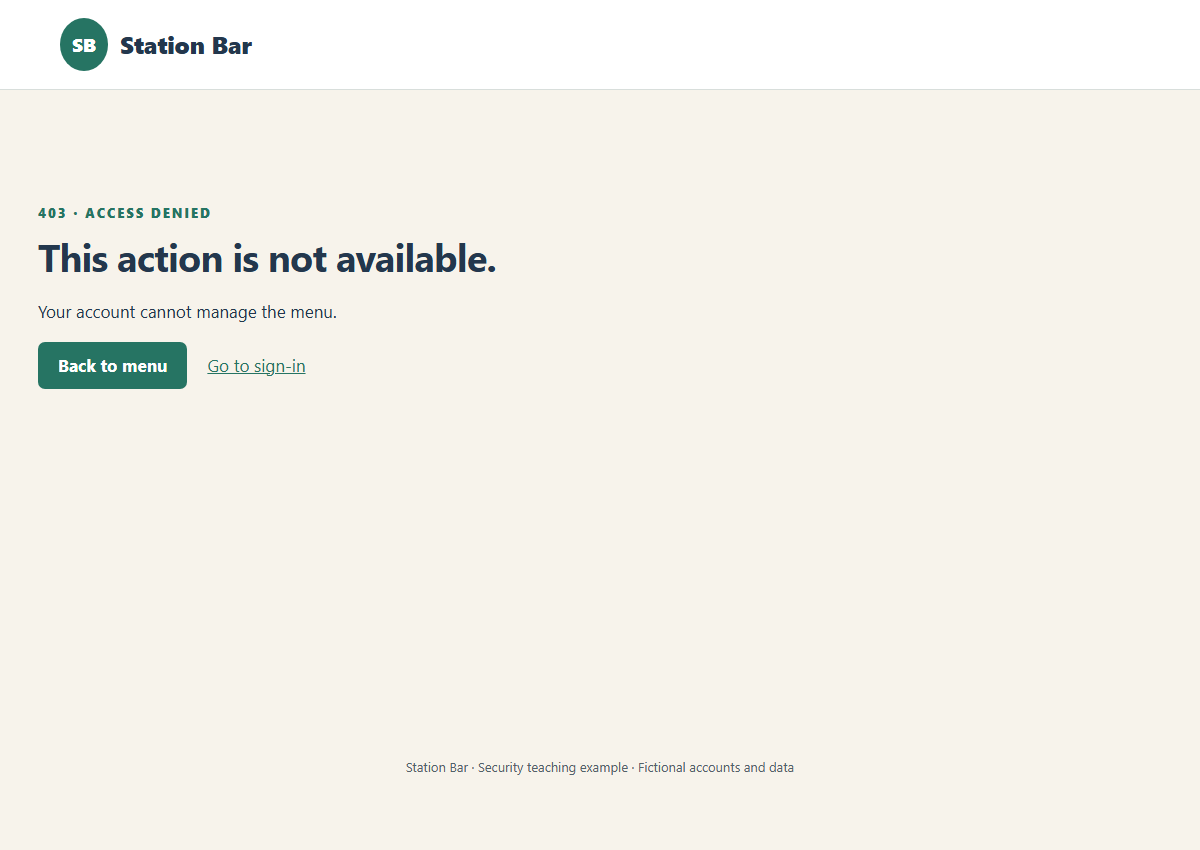 SB Station Bar
403 · ACCESS DENIED
This action is not available.
Your account cannot manage the menu.
Back to menu Go to sign-in
Station Bar · Security teaching example · Fictional accounts and data